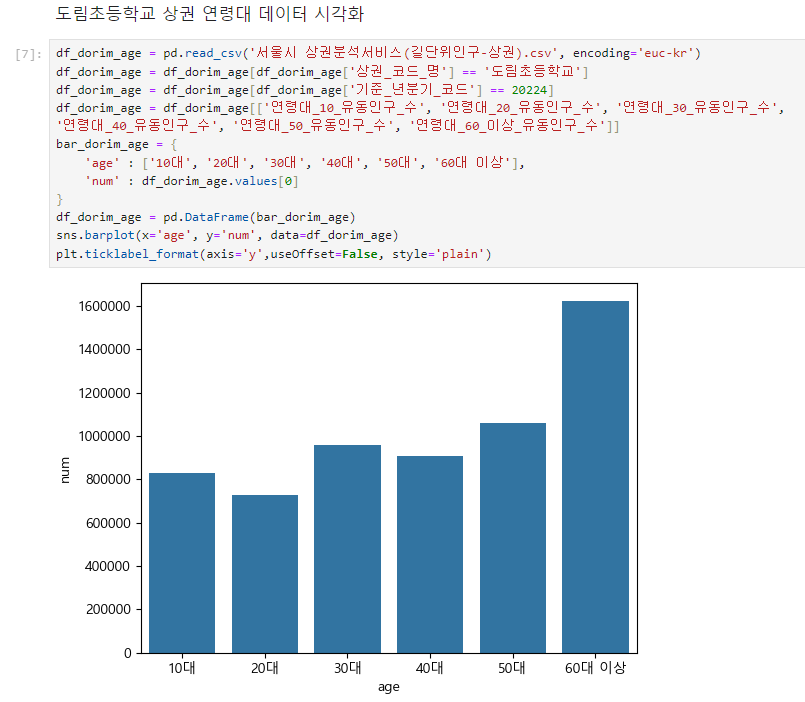 도림초등학교 상권 연령대 데이터 시각화
[7]:
df_dorim_age = pd.read_csv('서울시 상권분석서비스(길단위인구-상권).csv', encoding='euc-kr')
df_dorim_age = df_dorim_age[df_dorim_age['상권_코드_명'] == '도림초등학교']
df_dorim_age = df_dorim_age[df_dorim_age['기준_년분기_코드'] == 20224]
df_dorim_age = df_dorim_age[['연령대_10_유동인구_수', '연령대_20_유동인구_수', '연령대_30_유동인구_수',
'연령대_40_유동인구_수', '연령대_50_유동인구_수', '연령대_60_이상_유동인구_수']]
bar_dorim_age = {
    'age' : ['10대', '20대', '30대', '40대', '50대', '60대 이상'],
    'num' : df_dorim_age.values[0]
}
df_dorim_age = pd.DataFrame(bar_dorim_age)
sns.barplot(x='age', y='num', data=df_dorim_age)
plt.ticklabel_format(axis='y',useOffset=False, style='plain')
1600000
1400000
1200000
1000000
800000
600000
400000
200000
0
num
10대 20대 30대 40대 50대 60대 이상
age